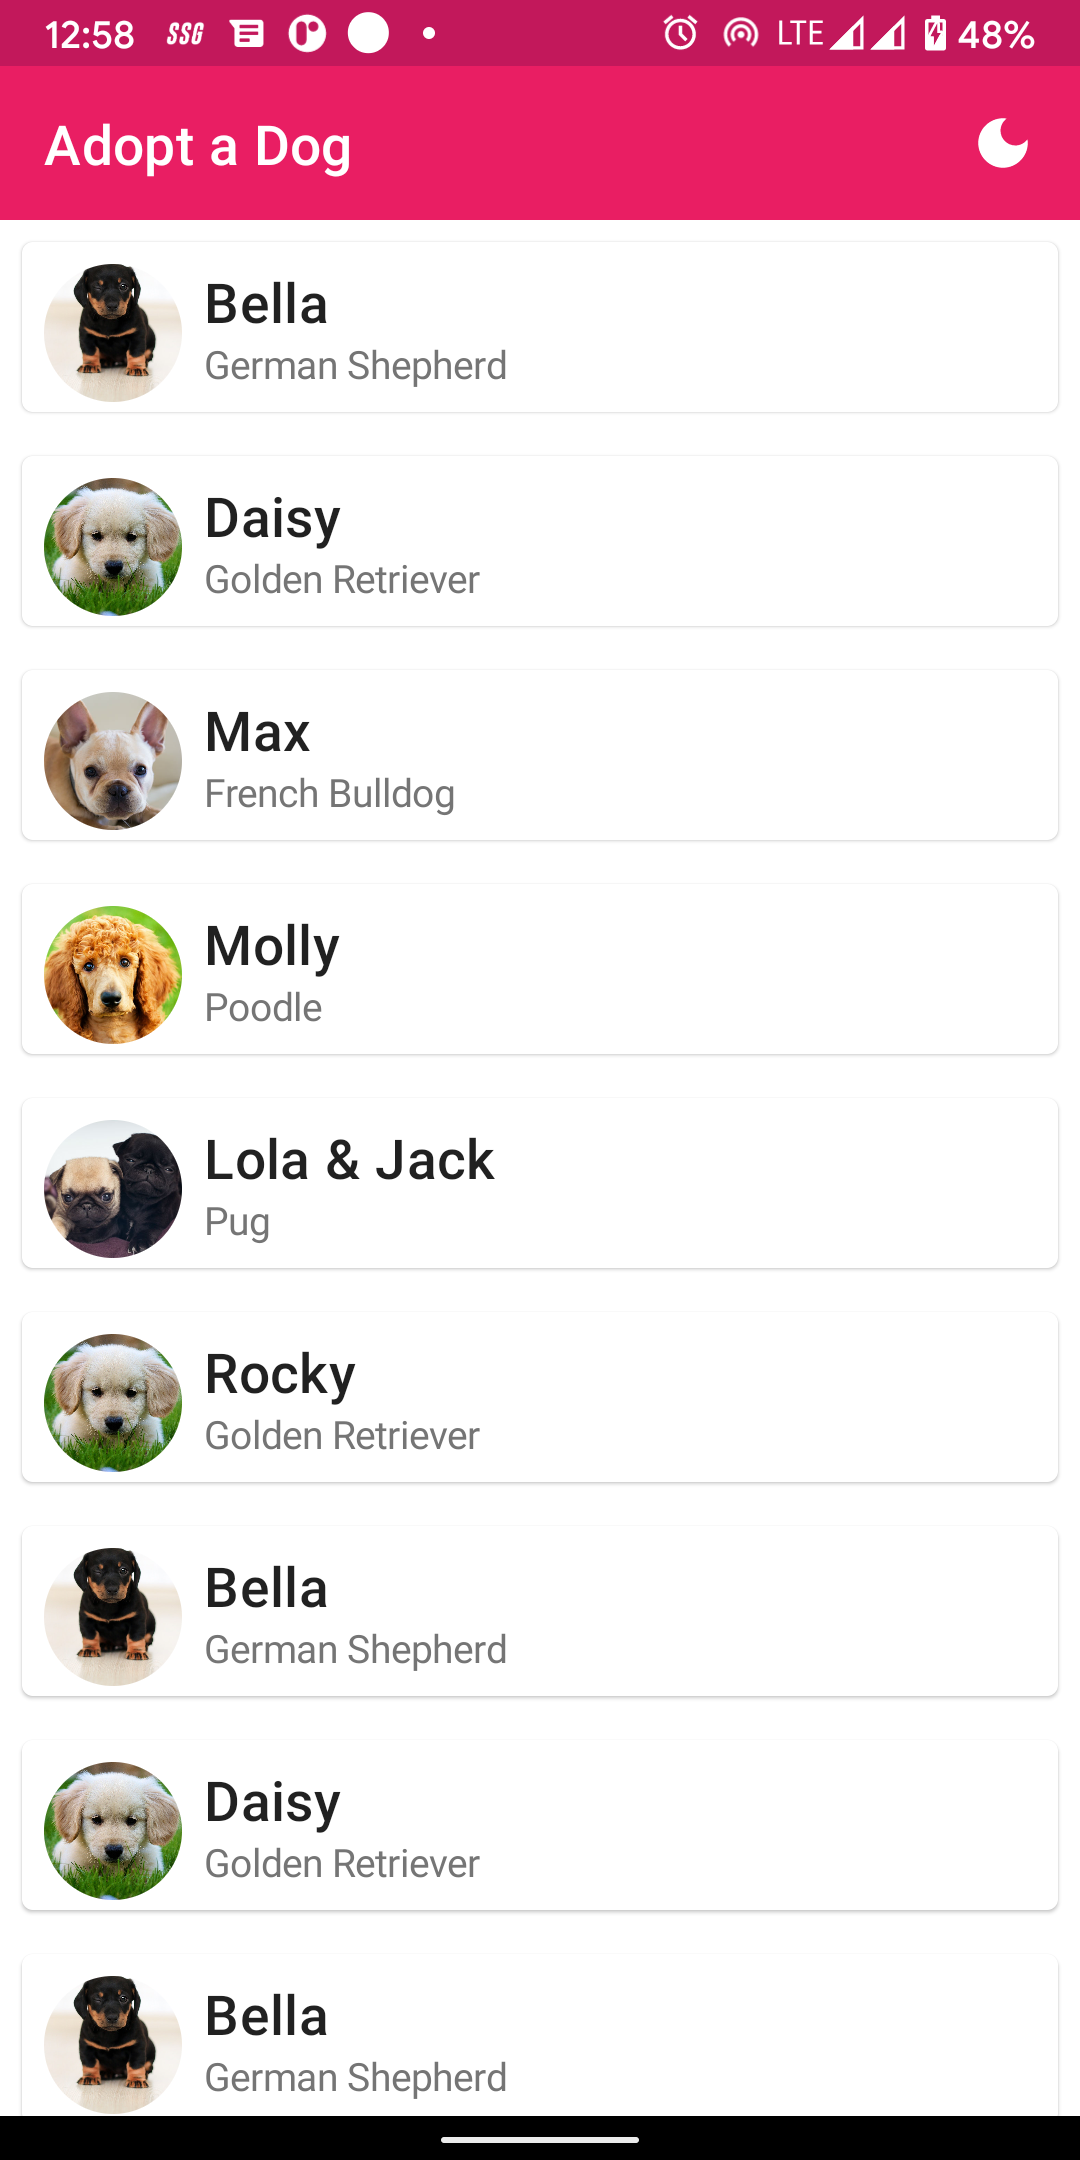 12:58 SSG LTE 48%
Adopt a Dog
Bella
German Shepherd
Daisy
Golden Retriever
Max
French Bulldog
Molly
Poodle
Lola & Jack
Pug
Rocky
Golden Retriever
Bella
German Shepherd
Daisy
Golden Retriever
Bella
German Shepherd